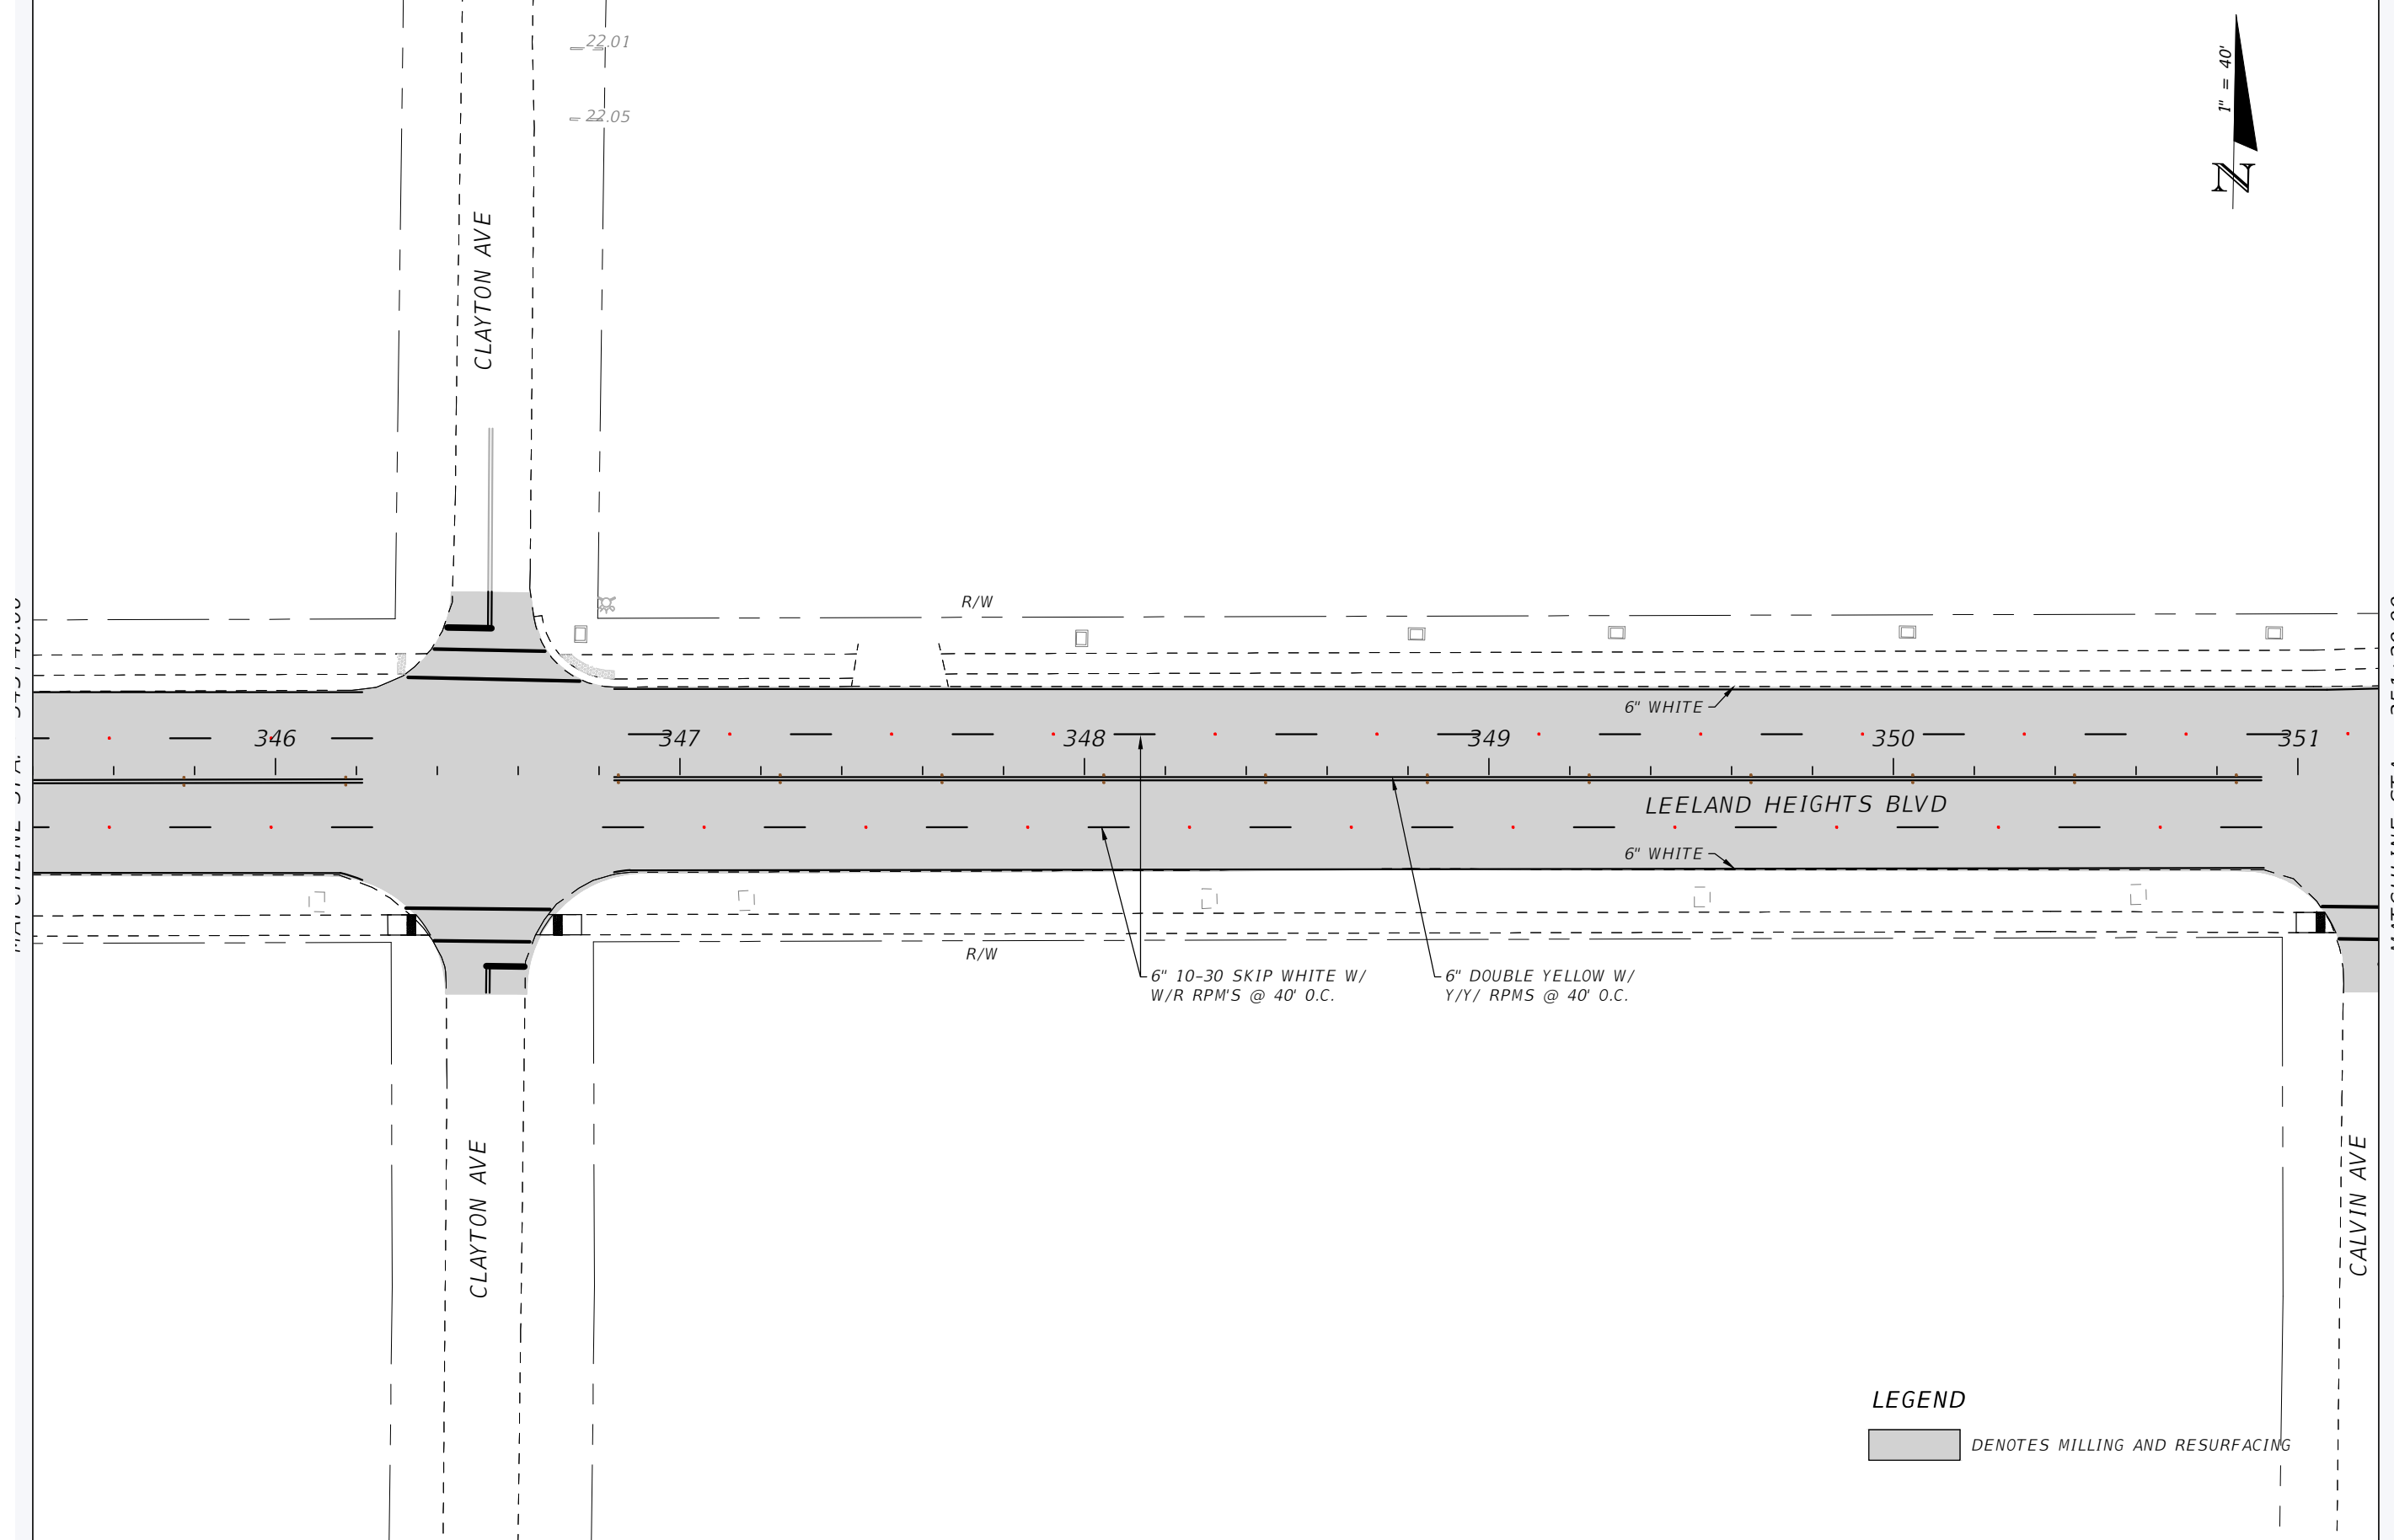 22.01
22.05
1" = 40'
N
CLAYTON AVE
R/W
6" WHITE
346
347
348
349
350
351
LEELAND HEIGHTS BLVD
6" WHITE
R/W
6" 10-30 SKIP WHITE W/
W/R RPM'S @ 40' O.C.
6" DOUBLE YELLOW W/
Y/Y/ RPMS @ 40' O.C.
CLAYTON AVE
CALVIN AVE
LEGEND
DENOTES MILLING AND RESURFACING